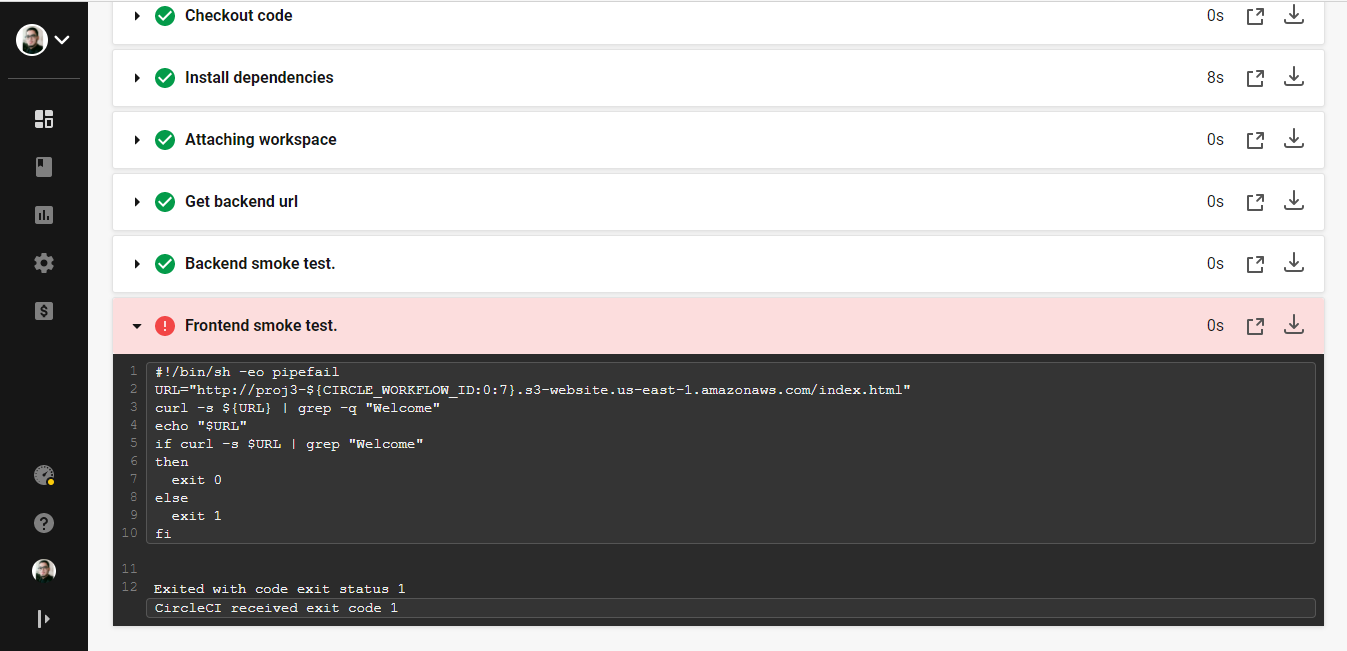 Checkout code 0s
Install dependencies 8s
Attaching workspace 0s
Get backend url 0s
Backend smoke test. 0s
Frontend smoke test. 0s
1 #!/bin/sh -eo pipefail
2 URL="http://proj3-${CIRCLE_WORKFLOW_ID:0:7}.s3-website.us-east-1.amazonaws.com/index.html"
3 curl -s ${URL} | grep -q "Welcome"
4 echo "$URL"
5 if curl -s $URL | grep "Welcome"
6 then
7 exit 0
8 else
9 exit 1
10 fi
11
12 Exited with code exit status 1
CircleCI received exit code 1